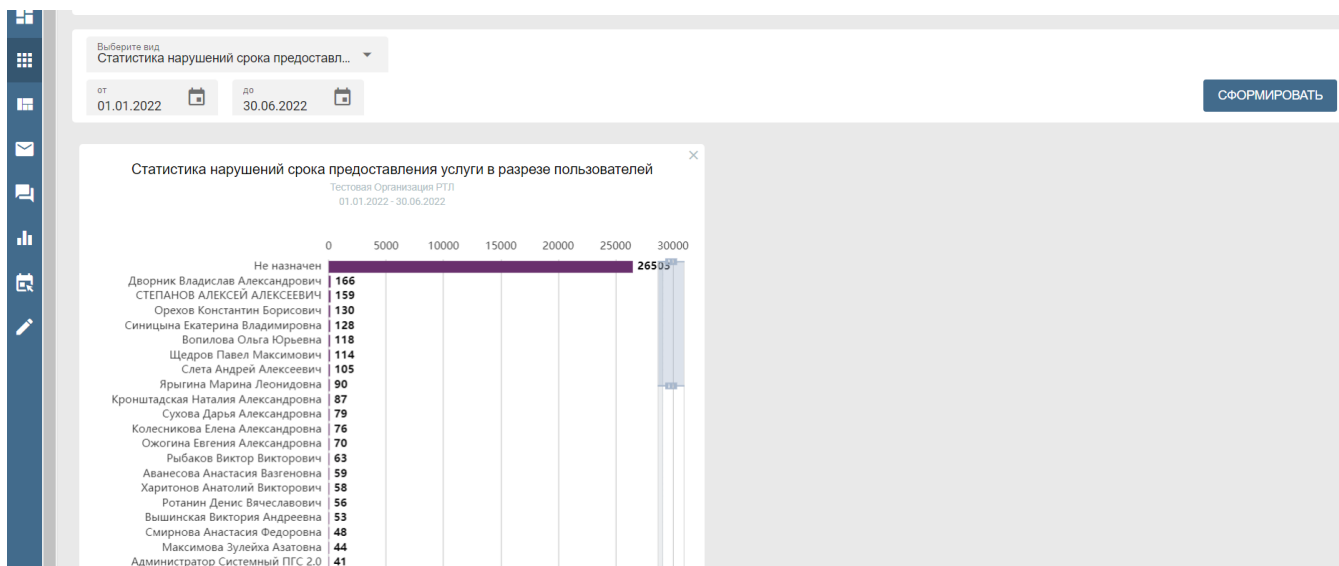 Выберите вид
Статистика нарушений срока предоставл...
от
01.01.2022
до
30.06.2022
СФОРМИРОВАТЬ
Статистика нарушений срока предоставления услуги в разрезе пользователей
Тестовая Организация РТЛ
01.01.2022 - 30.06.2022
0 5000 10000 15000 20000 25000 30000
Не назначен 26503
Дворник Владислав Александрович 166
СТЕПАНОВ АЛЕКСЕЙ АЛЕКСЕЕВИЧ 159
Орехов Константин Борисович 130
Синицына Екатерина Владимировна 128
Вопилова Ольга Юрьевна 118
Щедров Павел Максимович 114
Слета Андрей Алексеевич 105
Ярыгина Марина Леонидовна 90
Кронштадская Наталия Александровна 87
Сухова Дарья Александровна 79
Колесникова Елена Александровна 76
Ожогина Евгения Александровна 70
Рыбаков Виктор Викторович 63
Аванесова Анастасия Вазгеновна 59
Харитонов Анатолий Викторович 58
Ротанин Денис Вячеславович 56
Вышинская Виктория Андреевна 53
Смирнова Анастасия Федоровна 48
Максимова Зулейха Азатовна 44
Администратор Системный ПГС 2.0 41